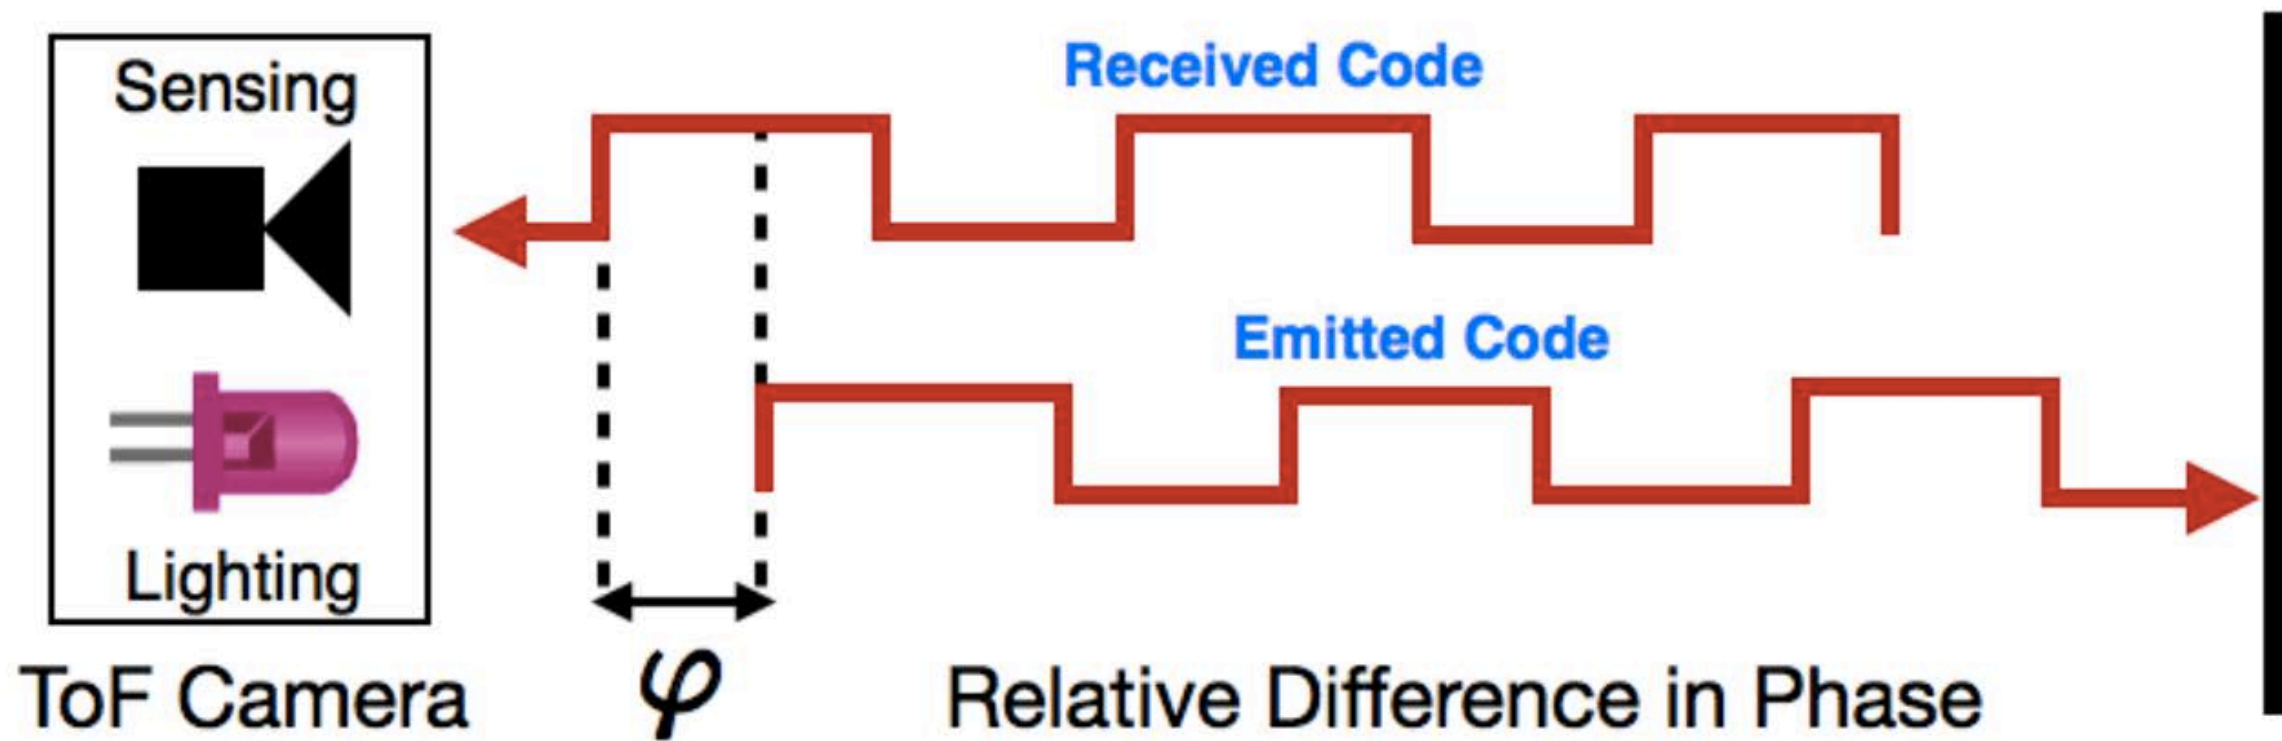 Sensing
Received Code
Emitted Code
Lighting
ToF Camera
φ
Relative Difference in Phase